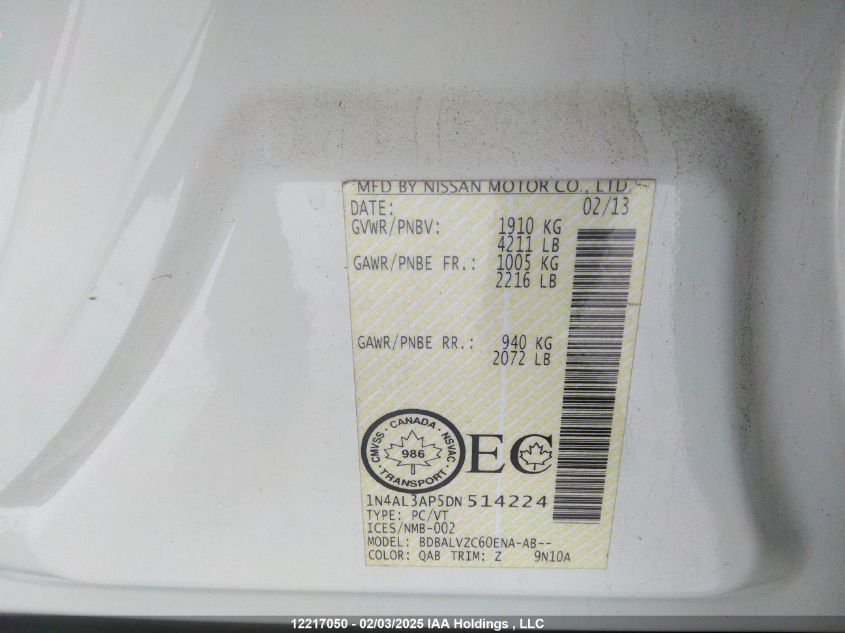 MFD BY NISSAN MOTOR CO., LTD.
DATE: 02/13
GVWR/PNBV: 1910 KG
4211 LB
GAWR/PNBE FR.: 1005 KG
2216 LB
GAWR/PNBE RR.: 940 KG
2072 LB
CMVSS · CANADA · NSVAC
986
TRANSPORT
EC
1N4AL3AP5DN514224
TYPE: PC/VT
ICES/NMB-002
MODEL: BDBALVZC60ENA-AB--
COLOR: QAB TRIM: Z 9N10A
12217050 - 02/03/2025 IAA Holdings , LLC